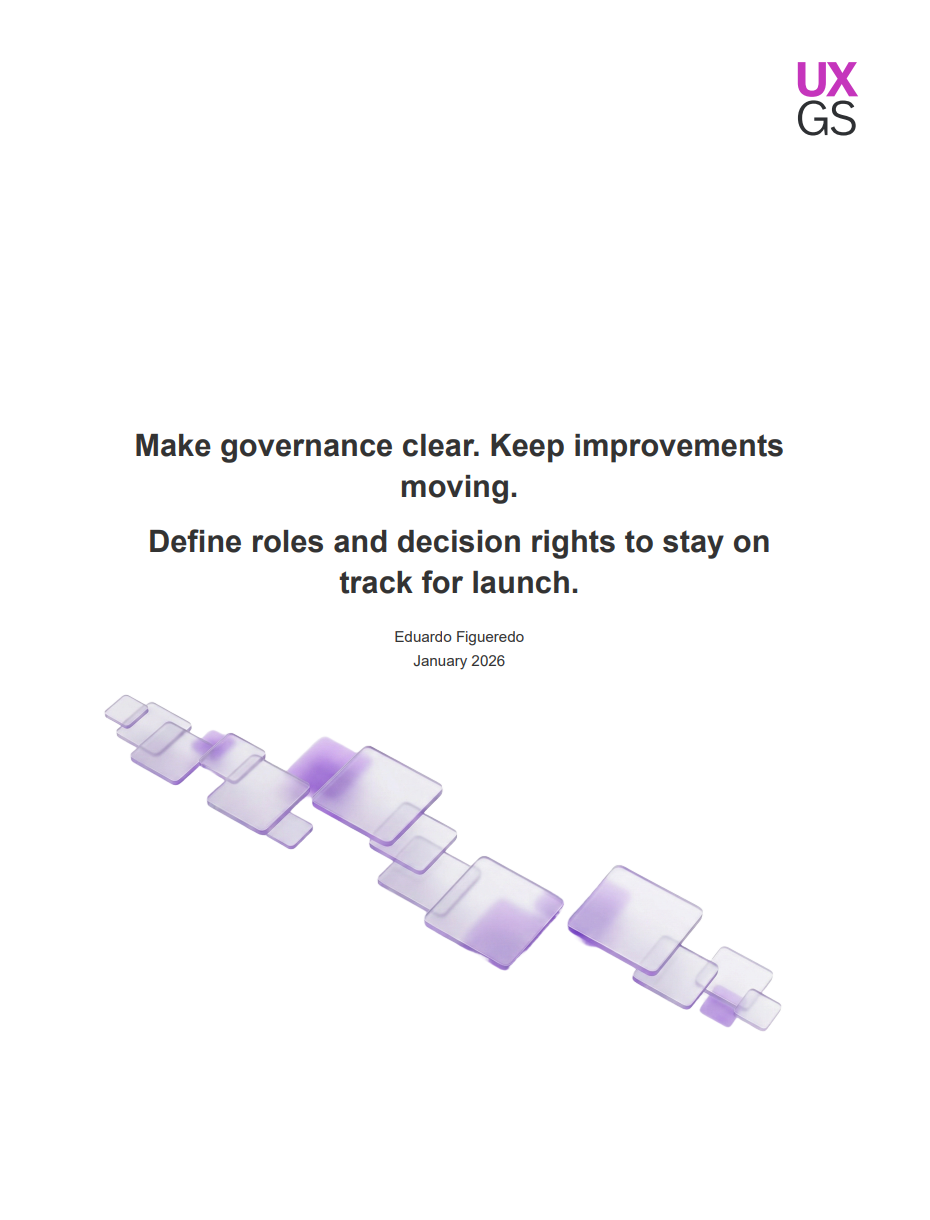 UX
GS
Make governance clear. Keep improvements
moving.
Define roles and decision rights to stay on
track for launch.
Eduardo Figueredo
January 2026